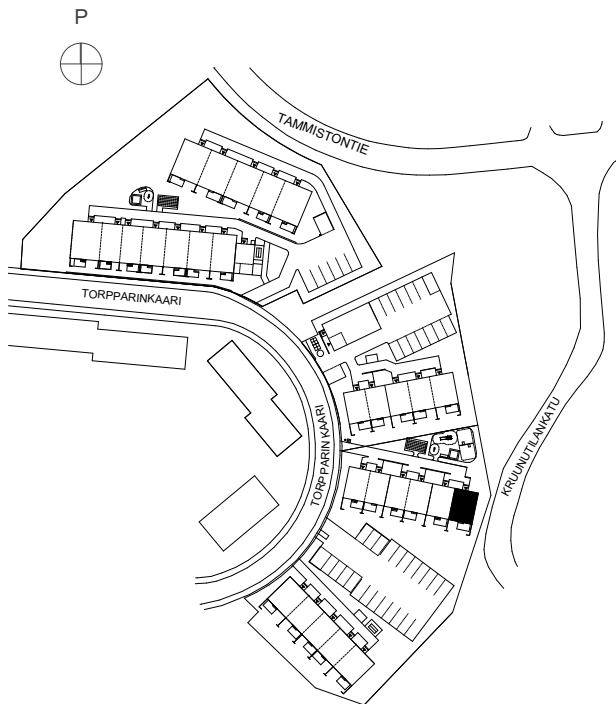 P
TAMMISTONTIE
TORPPARINKAARI
TORPPARIN KAARI
KRUUNUTILANKATU